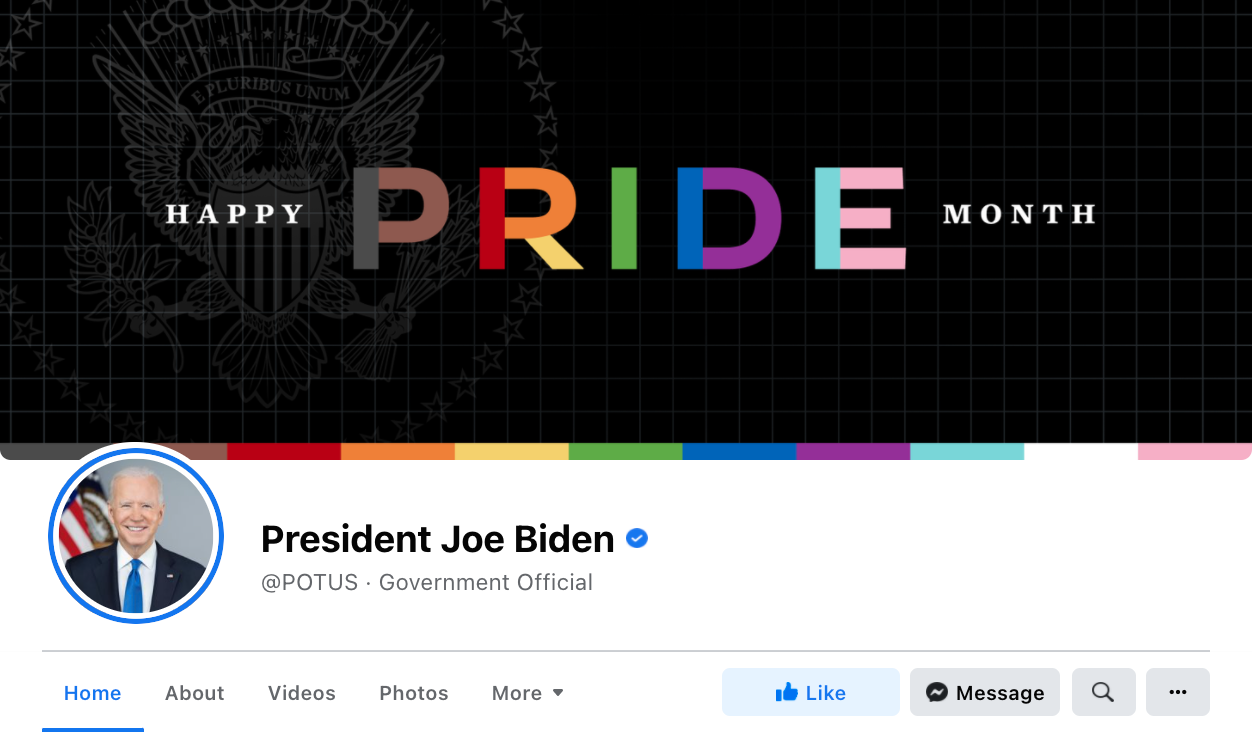 E PLURIBUS UNUM
HAPPY PRIDE MONTH
President Joe Biden
@POTUS · Government Official
Home About Videos Photos More Like Message